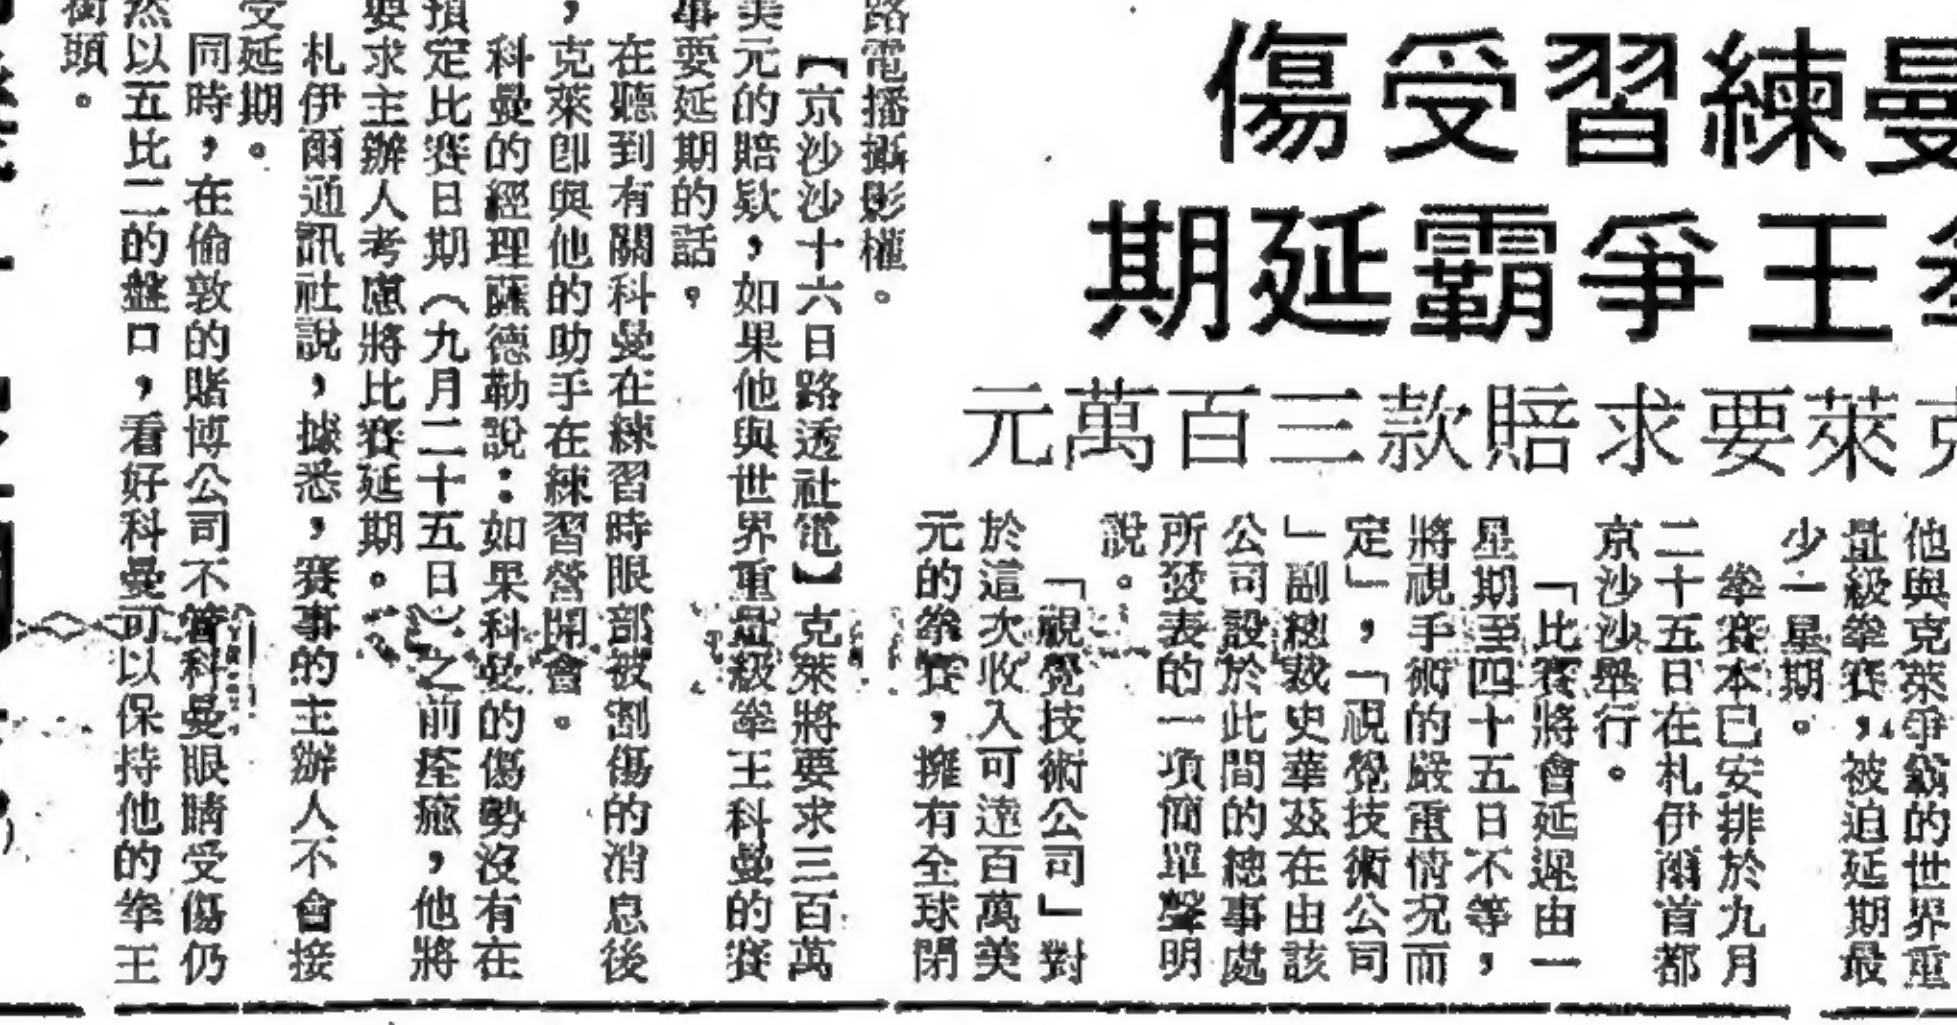 曼練習受傷
拳王爭霸延期
克萊要求賠款三百萬元
他與克萊爭霸的世界重
量級拳賽，被迫延期最
少一星期。
拳賽本已安排於九月
二十五日在札伊爾首都
京沙沙舉行。
「比賽將會延遲由一
星期至四十五日不等，
將視手術的嚴重情況而
定」，「視覺技術公司
」副總裁史華茲在由該
公司設於此間的總事處
所發表的一項簡單聲明
說。
「視覺技術公司」對
於這次收入可達百萬美
元的拳賽，擁有全球閉
路電播攝影權。
【京沙沙十六日路透社電】克萊將要求三百萬
美元的賠款，如果他與世界重量級拳王科曼的賽
事要延期的話。
在聽到有關科曼在練習時眼部被割傷的消息後
，克萊卽與他的助手在練習營開會。
科曼的經理薩德勒說：如果科曼的傷勢沒有在
預定比賽日期（九月二十五日）之前痊癒，他將
要求主辦人考慮將比賽延期。
札伊爾通訊社說，據悉，賽事的主辦人不會接
受延期。
同時，在倫敦的賭博公司不管科曼眼睛受傷仍
然以五比二的盤口，看好科曼可以保持他的拳王
銜頭。